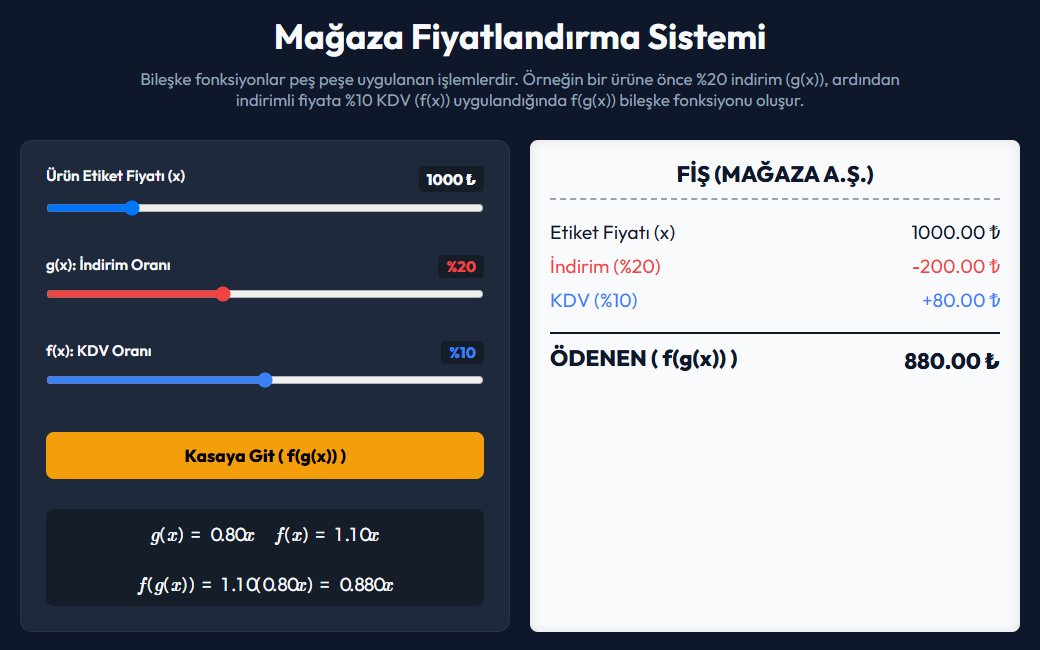 Mağaza Fiyatlandırma Sistemi
Bileşke fonksiyonlar peş peşe uygulanan işlemlerdir. Örneğin bir ürüne önce %20 indirim (g(x)), ardından
indirimli fiyata %10 KDV (f(x)) uygulandığında f(g(x)) bileşke fonksiyonu oluşur.
Ürün Etiket Fiyatı (x) 1000 ₺
g(x): İndirim Oranı %20
f(x): KDV Oranı %10
Kasaya Git ( f(g(x)) )
g(x) = 0.80x f(x) = 1.10x
f(g(x)) = 1.10(0.80x) = 0.880x
FİŞ (MAĞAZA A.Ş.)
Etiket Fiyatı (x) 1000.00 ₺
İndirim (%20) -200.00 ₺
KDV (%10) +80.00 ₺
ÖDENEN ( f(g(x)) ) 880.00 ₺